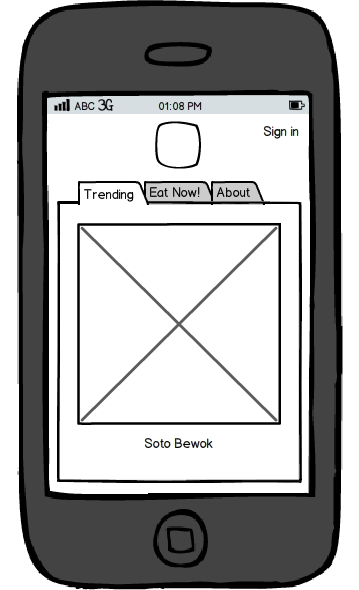 ABC 3G 01:08 PM
Sign in
Trending Eat Now! About
Soto Bewok